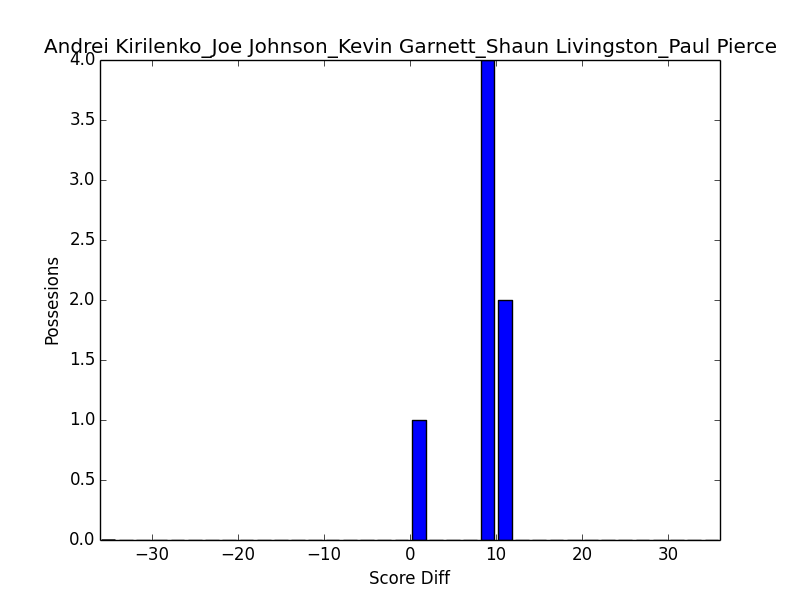 Andrei Kirilenko_Joe Johnson_Kevin Garnett_Shaun Livingston_Paul Pierce
4.0
3.5
3.0
2.5
2.0
1.5
1.0
0.5
0.0
Possesions
−30 −20 −10 0 10 20 30
Score Diff